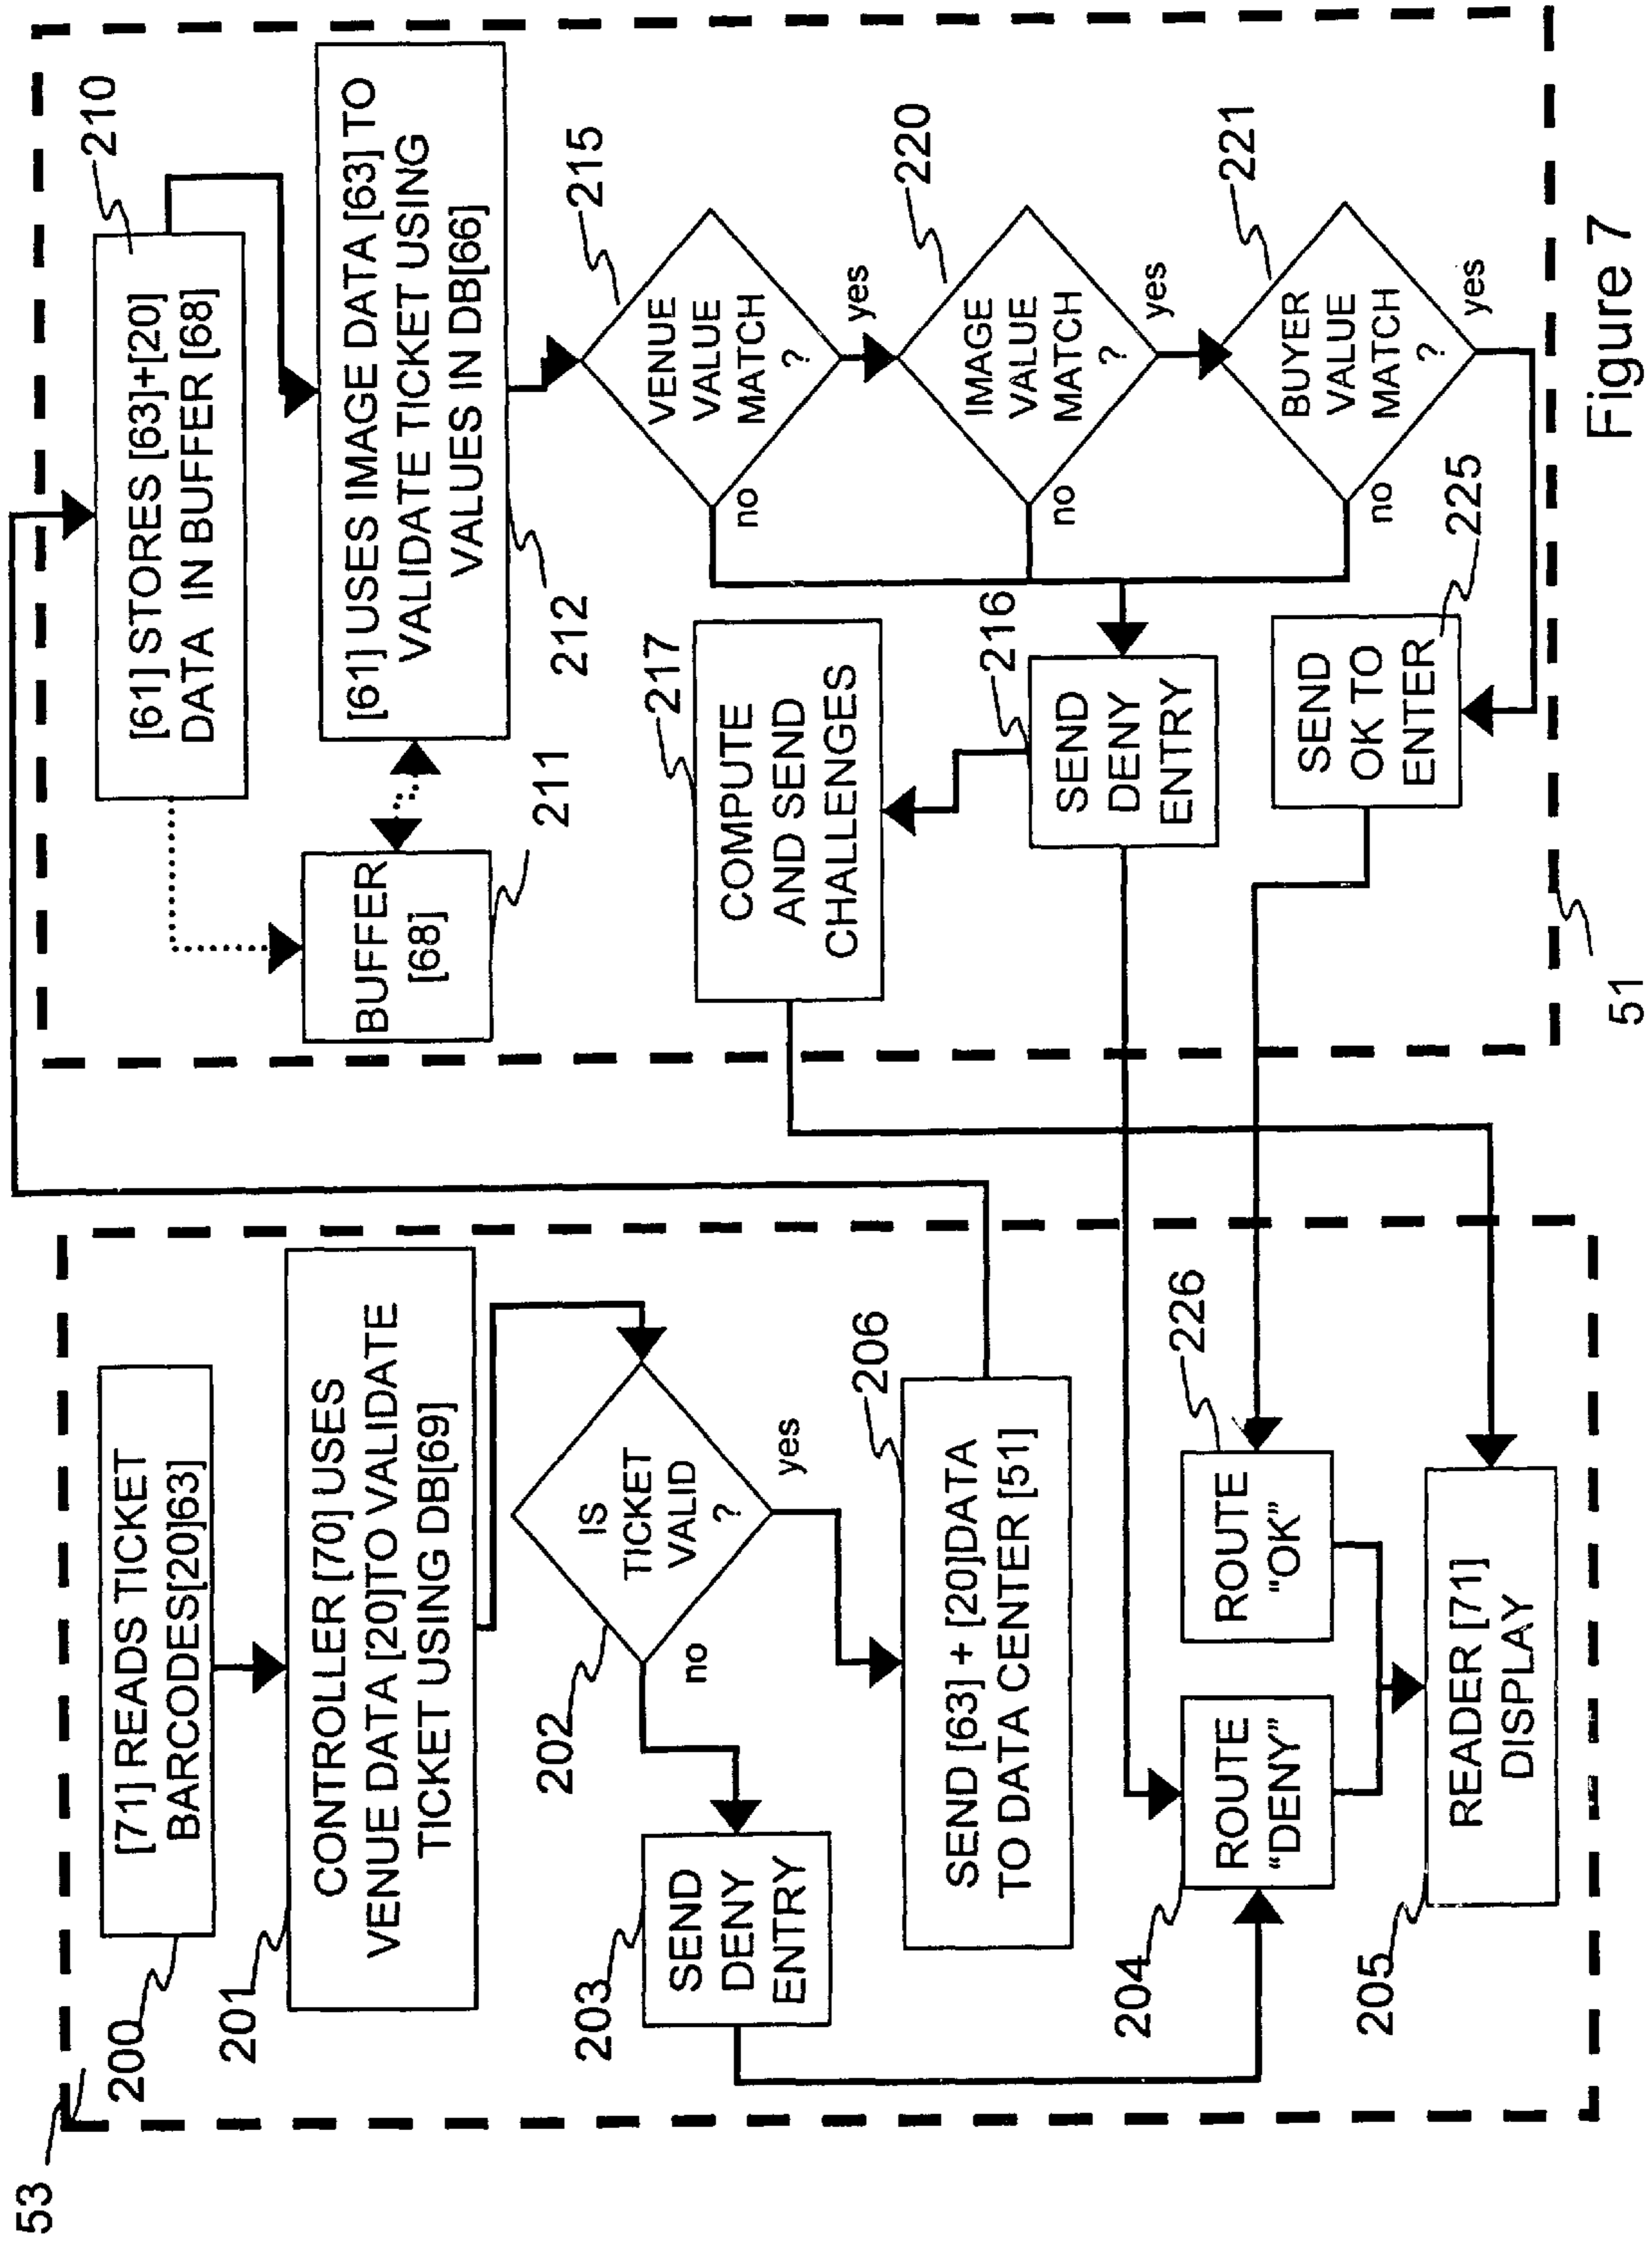 53
200
[71] READS TICKET
BARCODES[20]63]
201
CONTROLLER [70] USES
VENUE DATA [20]TO VALIDATE
TICKET USING DB[69]
202
IS
TICKET
VALID
?
no
yes
203
SEND
DENY
ENTRY
206
SEND [63] + [20]DATA
TO DATA CENTER [51]
204
ROUTE
“DENY”
226
ROUTE
“OK”
205
READER [71]
DISPLAY
210
[61] STORES [63]+[20]
DATA IN BUFFER [68]
BUFFER
[68]
211
[61] USES IMAGE DATA [63] TO
VALIDATE TICKET USING
VALUES IN DB[66]
212
215
VENUE
VALUE
MATCH
?
no
yes
220
IMAGE
VALUE
MATCH
?
no
yes
221
BUYER
VALUE
MATCH
?
no
yes
217
COMPUTE
AND SEND
CHALLENGES
216
SEND
DENY
ENTRY
225
SEND
OK TO
ENTER
51
Figure 7